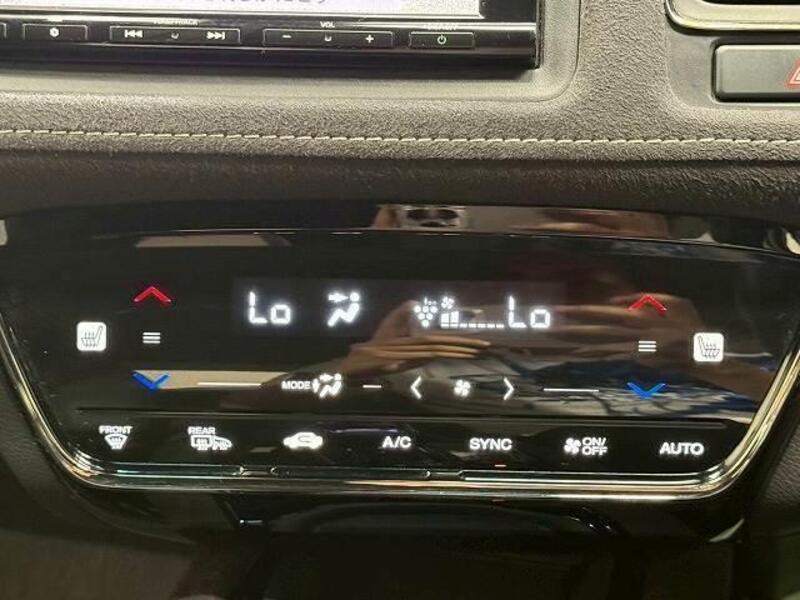 VOL
− +
Lo Lo
MODE
FRONT REAR A/C SYNC ON/OFF AUTO